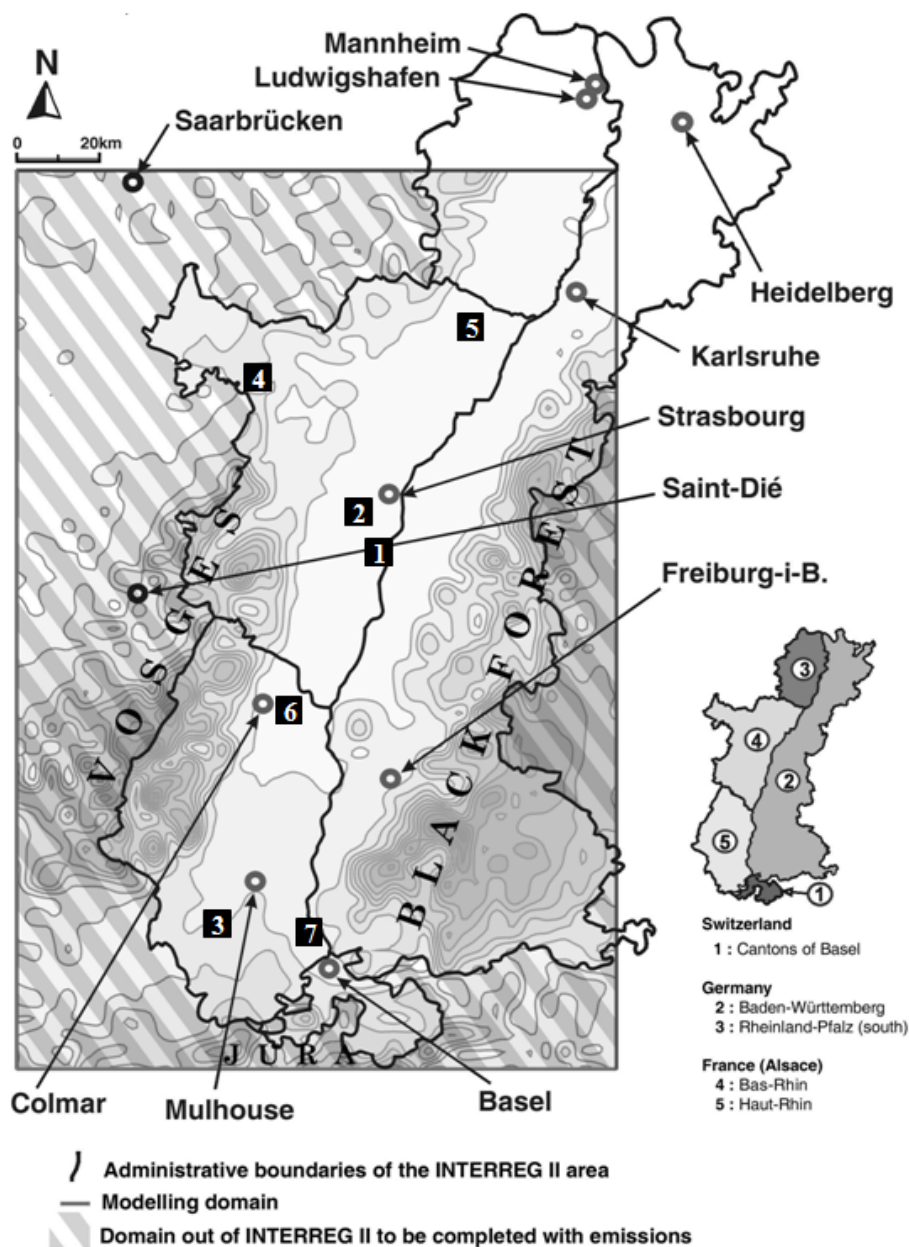 Mannheim
Ludwigshafen
N
Saarbrücken
0 20km
Heidelberg
5
Karlsruhe
4
Strasbourg
2
Saint-Dié
1
Freiburg-i-B.
VOSGES
BLACK FOREST
6
3
7
JURA
Colmar
Mulhouse
Basel
3
4
2
5
1
Switzerland
1 : Cantons of Basel
Germany
2 : Baden-Württemberg
3 : Rheinland-Pfalz (south)
France (Alsace)
4 : Bas-Rhin
5 : Haut-Rhin
Administrative boundaries of the INTERREG II area
Modelling domain
Domain out of INTERREG II to be completed with emissions